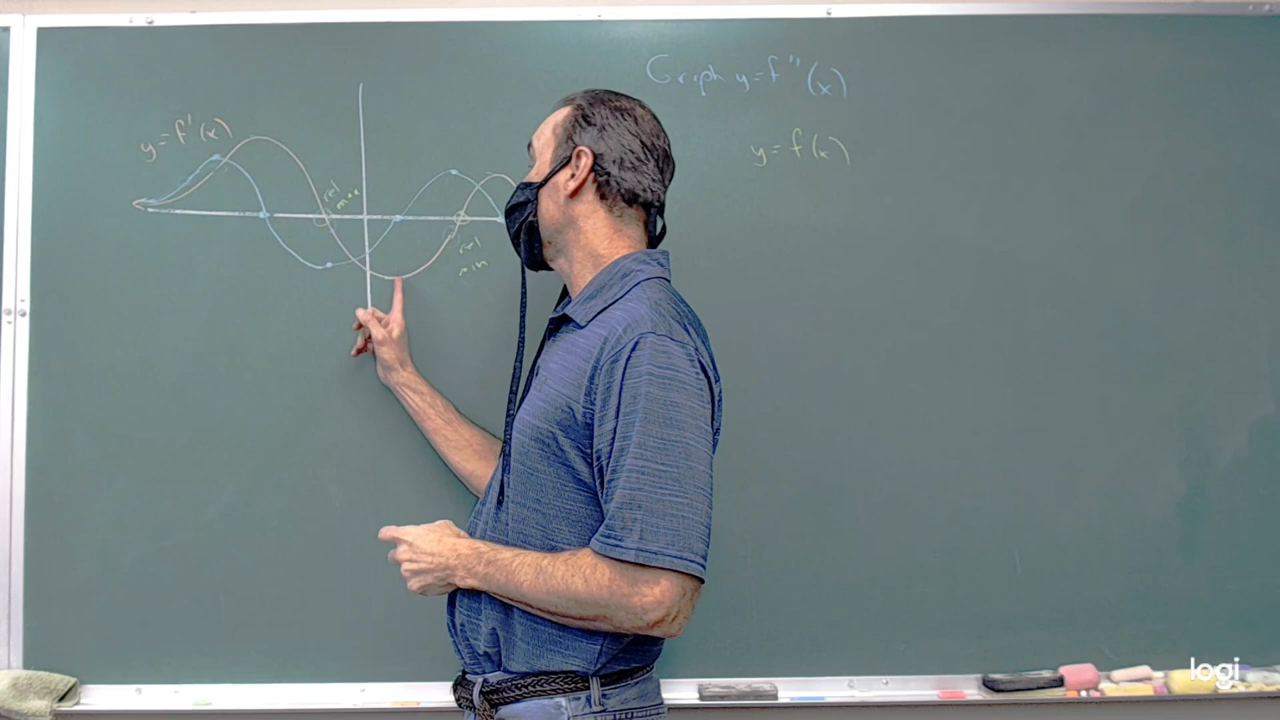 Graph y=f''(x)
y=f'(x)
y=f(x)
rel
max
rel
min
logi